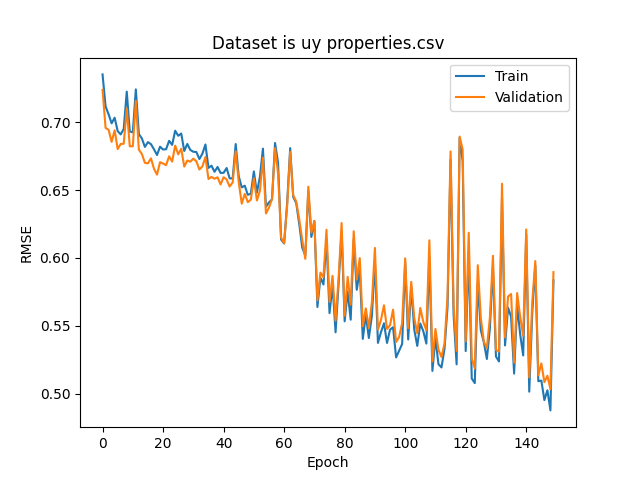 Dataset is uy properties.csv
Train
Validation
0.70
0.65
0.60
0.55
0.50
RMSE
0 20 40 60 80 100 120 140
Epoch